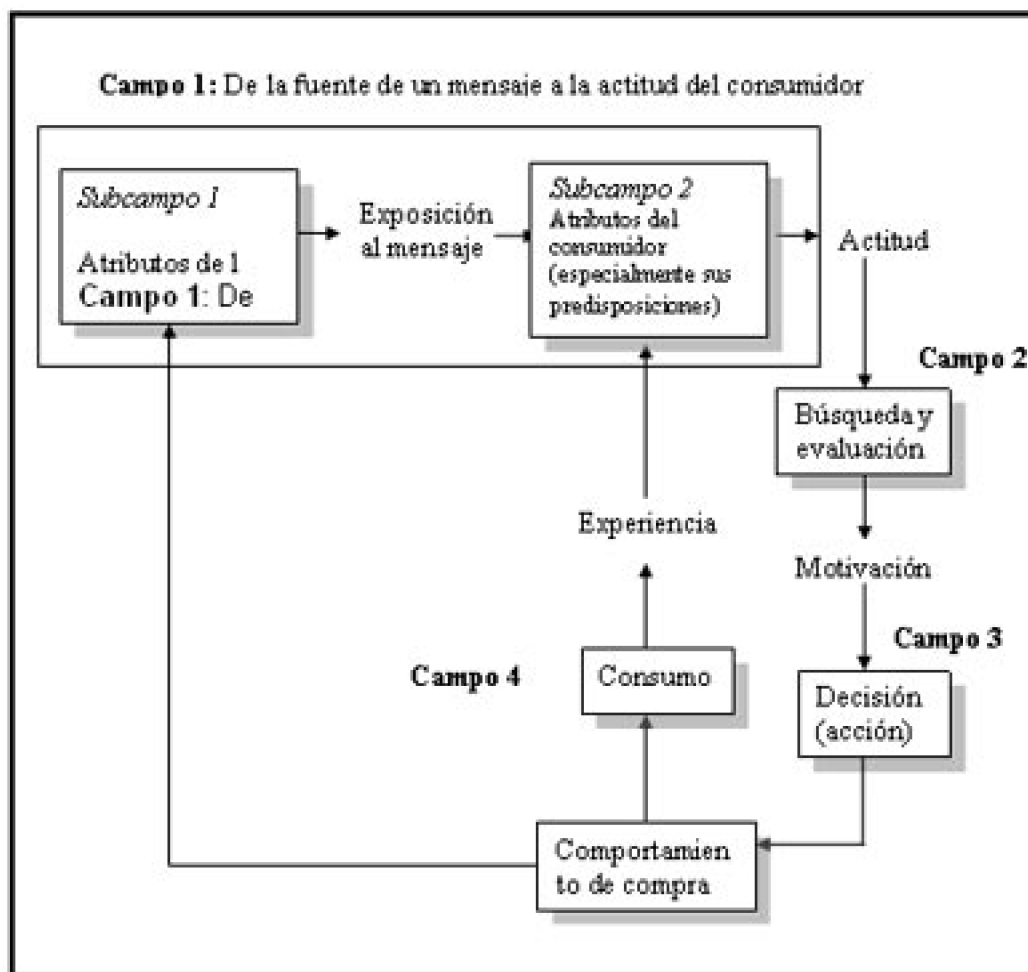 Campo 1: De la fuente de un mensaje a la actitud del consumidor
Subcampo 1
Atributos de l
Campo 1: De
Exposición
al mensaje
Subcampo 2
Atributos del
consumidor
(especialmente sus
predisposiciones)
Actitud
Campo 2
Búsqueda y
evaluación
Motivación
Campo 3
Decisión
(acción)
Experiencia
Campo 4
Consumo
Comportamien
to de compra